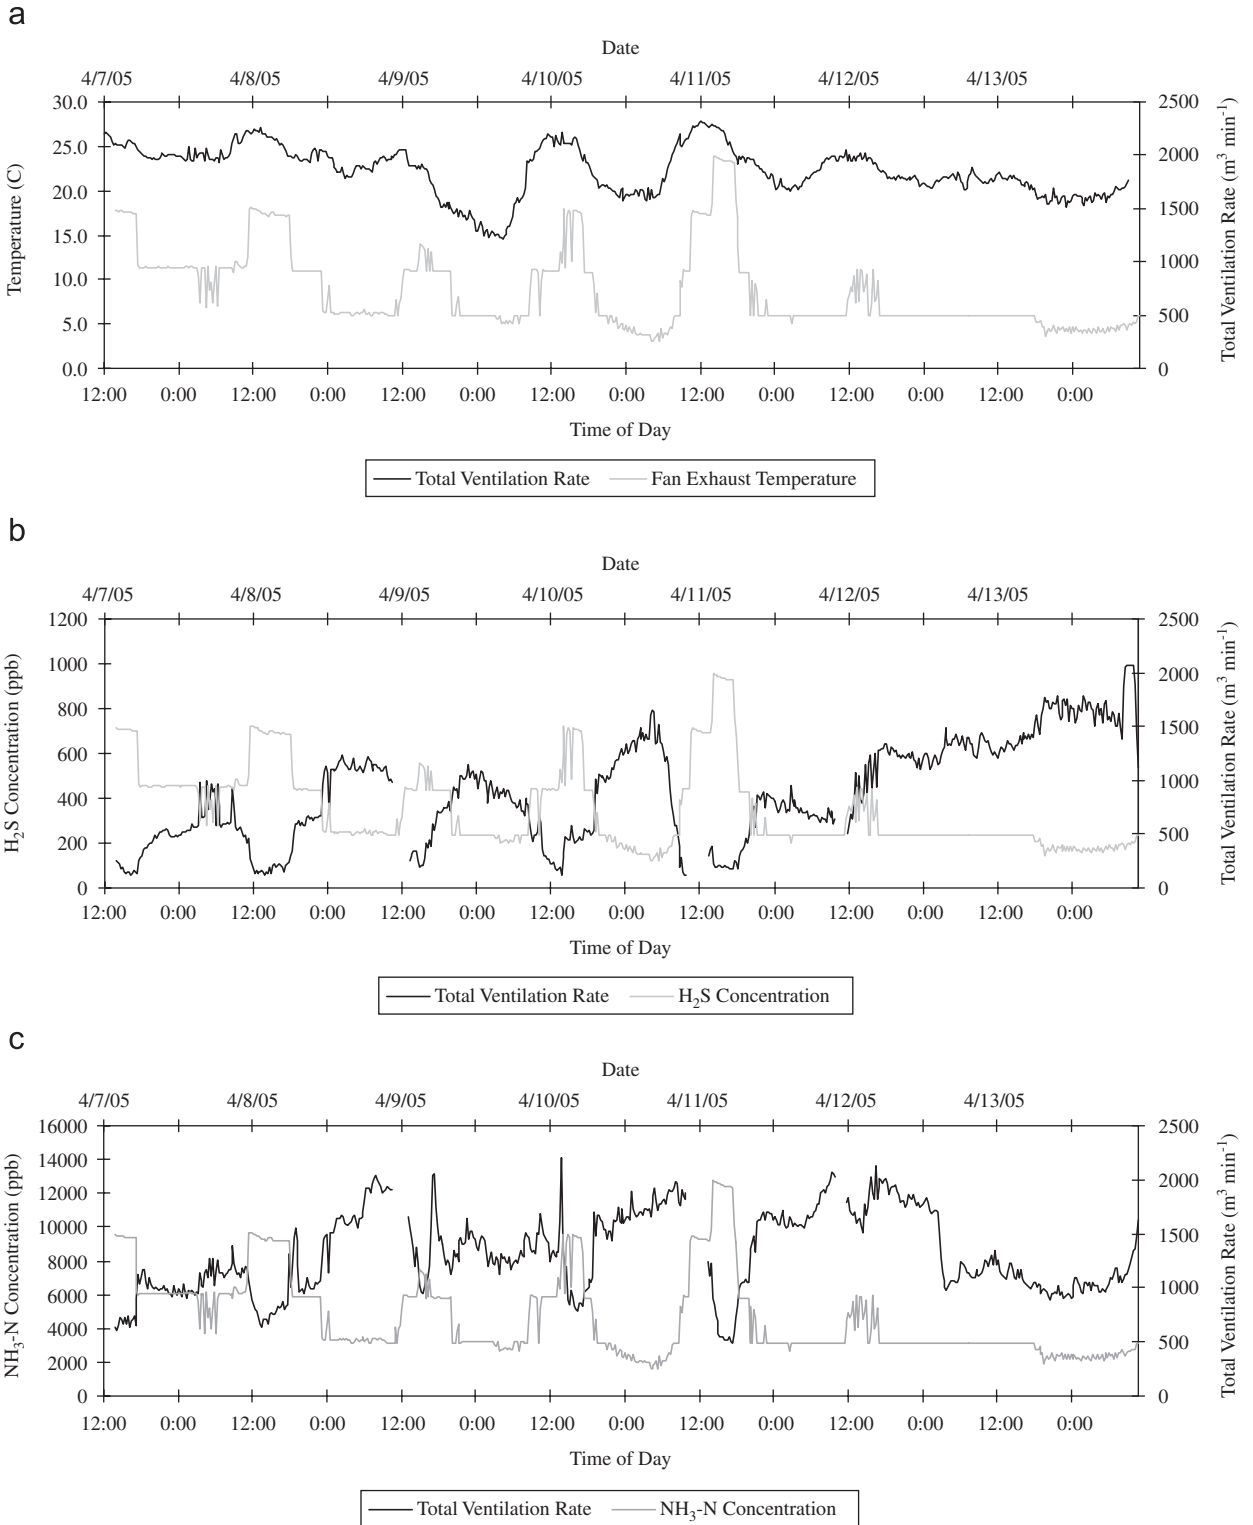 a
Date
4/7/05 4/8/05 4/9/05 4/10/05 4/11/05 4/12/05 4/13/05
30.0 2500
25.0 2000
20.0 1500
15.0 1000
10.0 500
5.0 0
0.0
Temperature (C)
Total Ventilation Rate (m³ min⁻¹)
12:00 0:00 12:00 0:00 12:00 0:00 12:00 0:00 12:00 0:00 12:00 0:00 12:00 0:00
Time of Day
Total Ventilation Rate Fan Exhaust Temperature
b
Date
4/7/05 4/8/05 4/9/05 4/10/05 4/11/05 4/12/05 4/13/05
1200 2500
1000 2000
800 1500
600 1000
400 500
200 0
0
H₂S Concentration (ppb)
Total Ventilation Rate (m³ min⁻¹)
12:00 0:00 12:00 0:00 12:00 0:00 12:00 0:00 12:00 0:00 12:00 0:00 12:00 0:00
Time of Day
Total Ventilation Rate H₂S Concentration
c
Date
4/7/05 4/8/05 4/9/05 4/10/05 4/11/05 4/12/05 4/13/05
16000 2500
14000 2000
12000 1500
10000 1000
8000 500
6000 0
4000
2000
0
NH₃-N Concentration (ppb)
Total Ventilation Rate (m³ min⁻¹)
12:00 0:00 12:00 0:00 12:00 0:00 12:00 0:00 12:00 0:00 12:00 0:00 12:00 0:00
Time of Day
Total Ventilation Rate NH₃-N Concentration